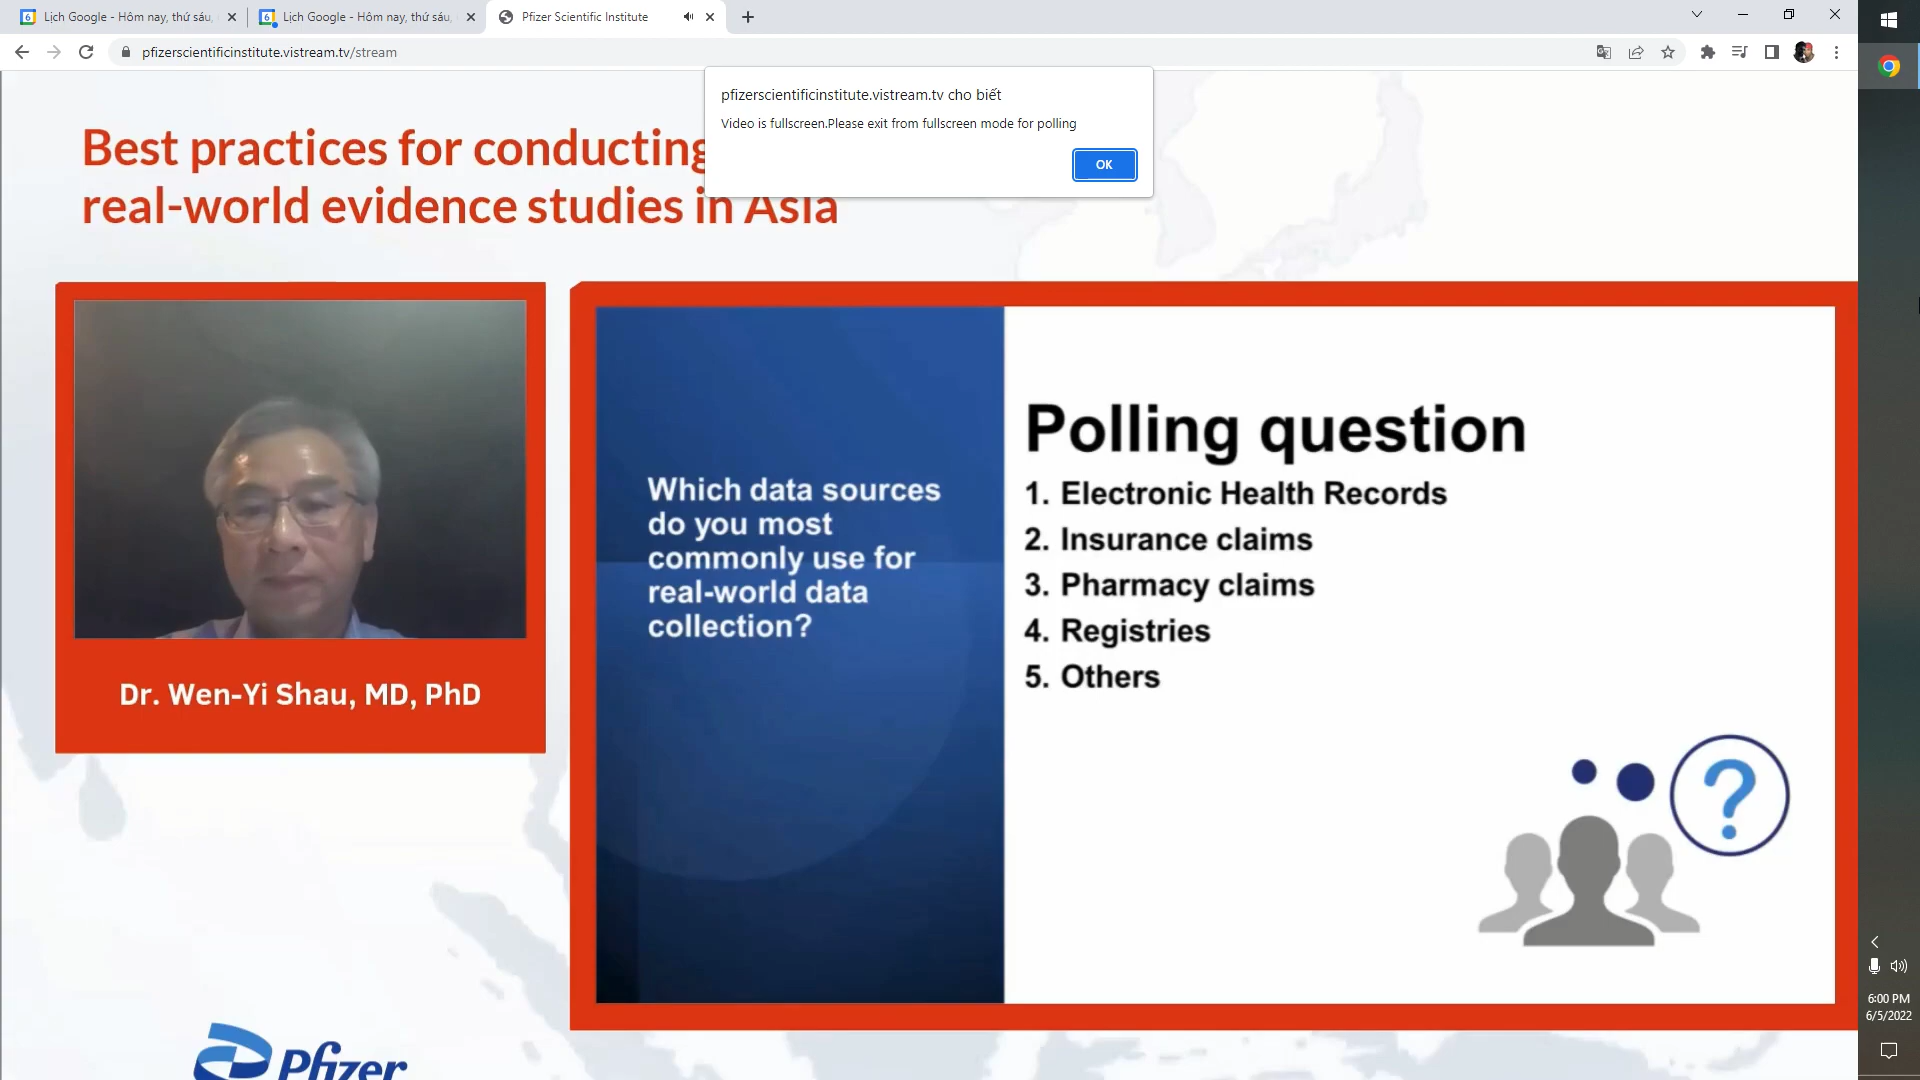 Lịch Google - Hôm nay, thứ sáu,
Lịch Google - Hôm nay, thứ sáu,
Pfizer Scientific Institute
pfizerscientificinstitute.vistream.tv/stream
pfizerscientificinstitute.vistream.tv cho biết
Video is fullscreen.Please exit from fullscreen mode for polling
OK
Best practices for conducting
real-world evidence studies in Asia
Dr. Wen-Yi Shau, MD, PhD
Which data sources
do you most
commonly use for
real-world data
collection?
Polling question
1. Electronic Health Records
2. Insurance claims
3. Pharmacy claims
4. Registries
5. Others
?
Pfizer
6:00 PM
6/5/2022